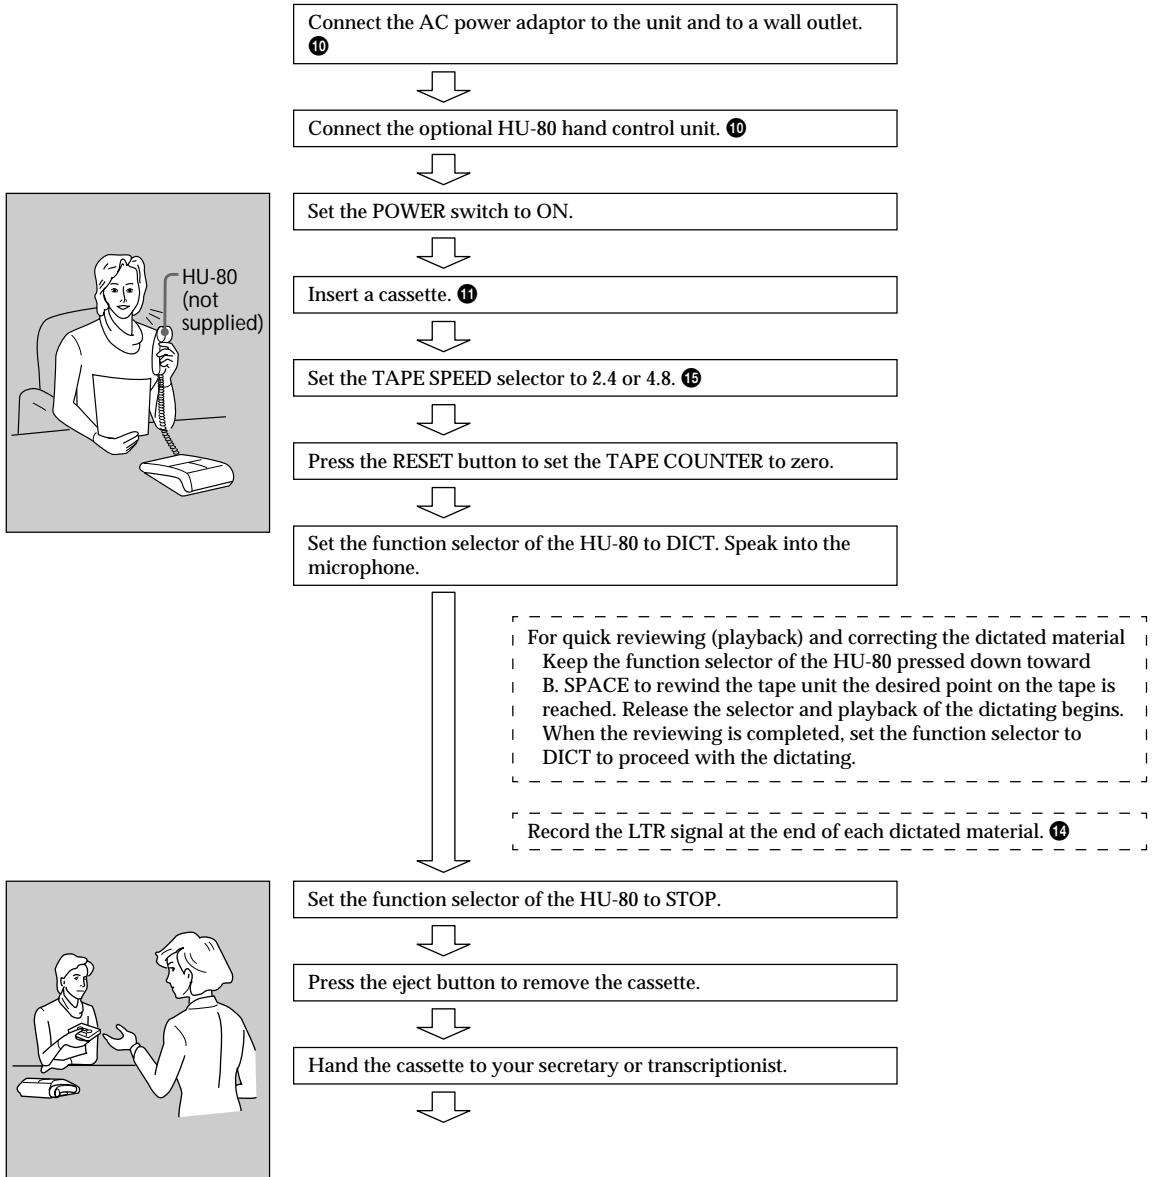 Connect the AC power adaptor to the unit and to a wall outlet.
❿
Connect the optional HU-80 hand control unit. ❿
Set the POWER switch to ON.
HU-80
(not
supplied)
Insert a cassette. ⓫
Set the TAPE SPEED selector to 2.4 or 4.8. ⓯
Press the RESET button to set the TAPE COUNTER to zero.
Set the function selector of the HU-80 to DICT. Speak into the
microphone.
For quick reviewing (playback) and correcting the dictated material
Keep the function selector of the HU-80 pressed down toward
B. SPACE to rewind the tape unit the desired point on the tape is
reached. Release the selector and playback of the dictating begins.
When the reviewing is completed, set the function selector to
DICT to proceed with the dictating.
Record the LTR signal at the end of each dictated material. ⓮
Set the function selector of the HU-80 to STOP.
Press the eject button to remove the cassette.
Hand the cassette to your secretary or transcriptionist.